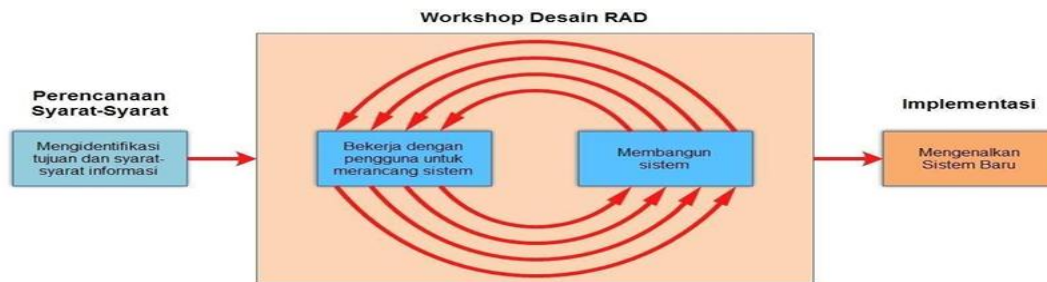 Workshop Desain RAD
Perencanaan
Syarat-Syarat
Mengidentifikasi
tujuan dan syarat-
syarat informasi
Bekerja dengan
pengguna untuk
merancang sistem
Membangun
sistem
Implementasi
Mengenalkan
Sistem Baru